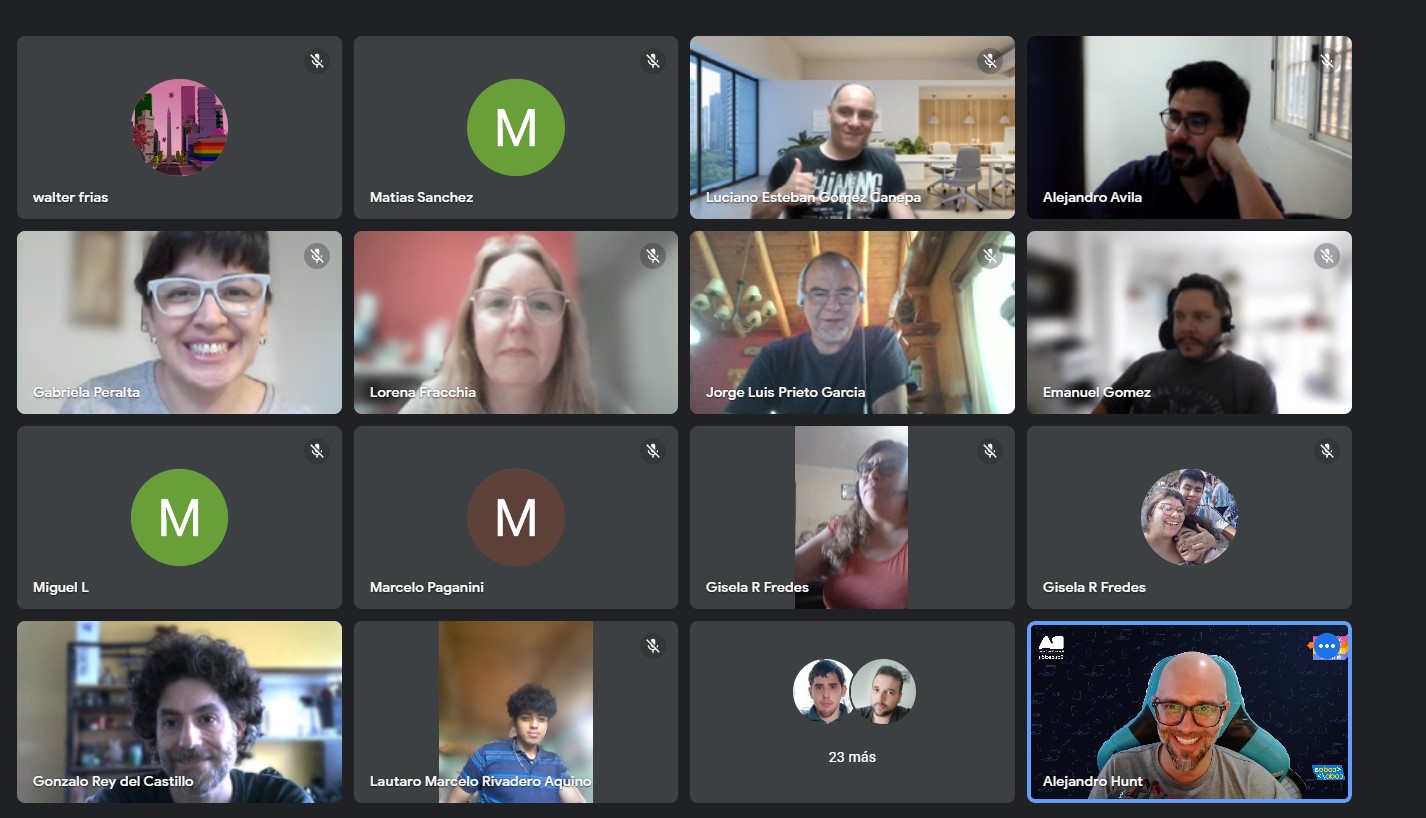 walter frias
M
Matias Sanchez
Luciano Esteban Gomez Canepa
Alejandro Avila
Gabriela Peralta
Lorena Fracchia
Jorge Luis Prieto Garcia
Emanuel Gomez
M
Miguel L
M
Marcelo Paganini
Gisela R Fredes
Gisela R Fredes
Gonzalo Rey del Castillo
Lautaro Marcelo Rivadero Aquino
23 más
Alejandro Hunt